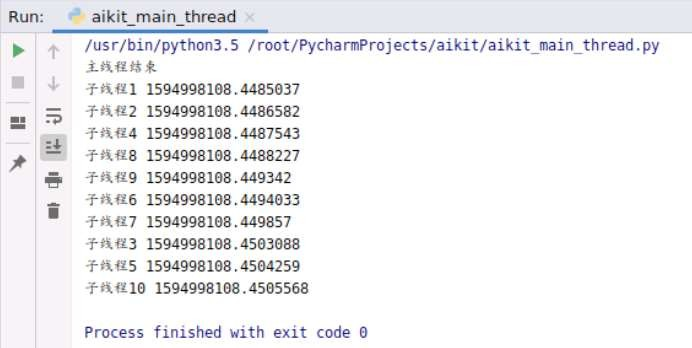 Run: aikit_main_thread
/usr/bin/python3.5 /root/PycharmProjects/aikit/aikit_main_thread.py
主线程结束
子线程1 1594998108.4485037
子线程2 1594998108.4486582
子线程4 1594998108.4487543
子线程8 1594998108.4488227
子线程9 1594998108.449342
子线程6 1594998108.4494033
子线程7 1594998108.449857
子线程3 1594998108.4503088
子线程5 1594998108.4504259
子线程10 1594998108.4505568
Process finished with exit code 0